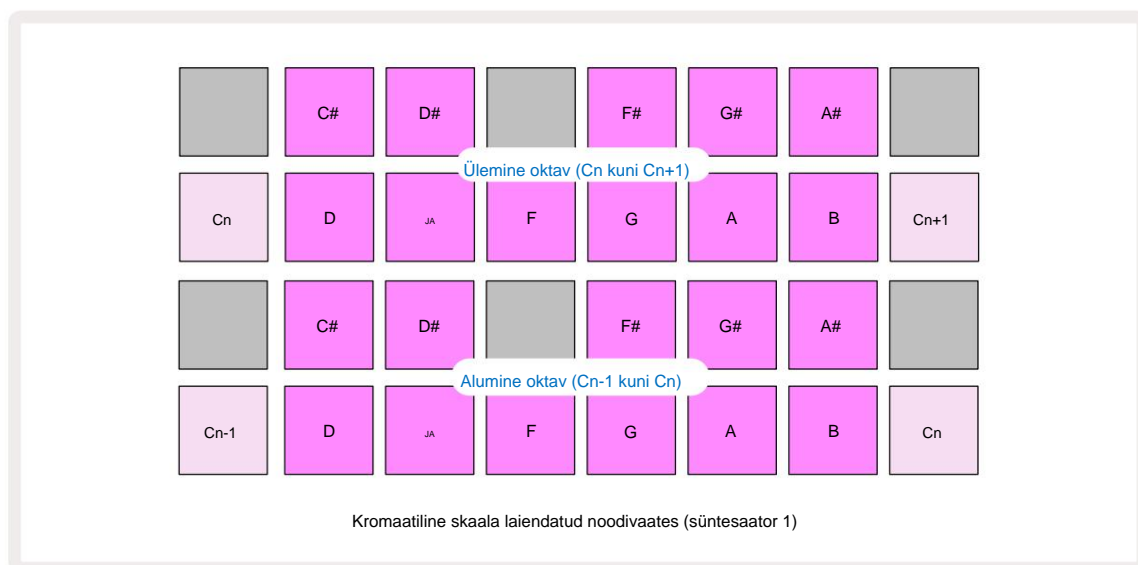 C# D# F# G# A#
Ülemine oktav (Cn kuni Cn+1)
Cn D JA F G A B Cn+1
C# D# F# G# A#
Alumine oktav (Cn-1 kuni Cn)
Cn-1 D JA F G A B Cn
Kromaatiline skaala laiendatud noodivaates (süntesaator 1)